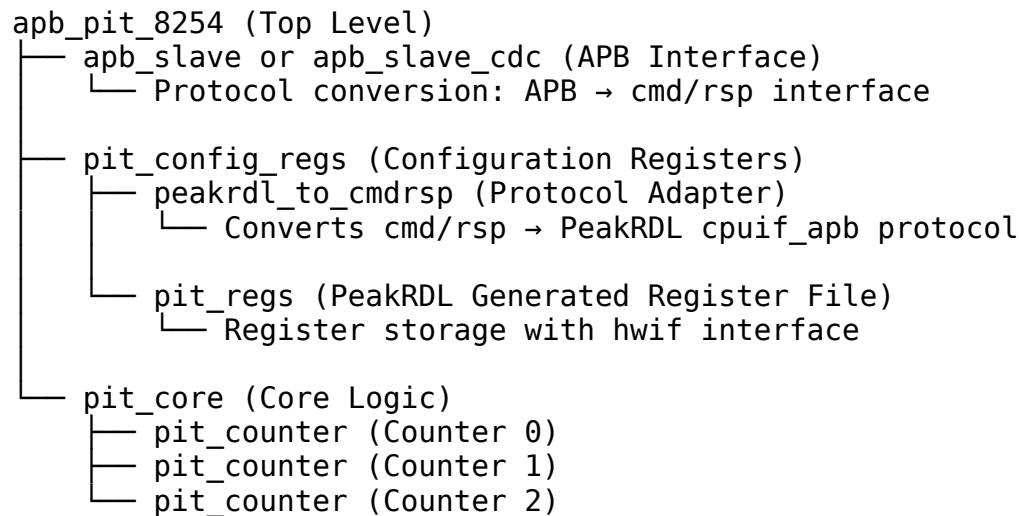 apb_pit_8254 (Top Level)
├── apb_slave or apb_slave_cdc (APB Interface)
│   └── Protocol conversion: APB → cmd/rsp interface
│
├── pit_config_regs (Configuration Registers)
│   ├── peakrdl_to_cmdrsp (Protocol Adapter)
│   │   └── Converts cmd/rsp → PeakRDL cpuif_apb protocol
│   │
│   └── pit_regs (PeakRDL Generated Register File)
│       └── Register storage with hwif interface
│
└── pit_core (Core Logic)
    ├── pit_counter (Counter 0)
    ├── pit_counter (Counter 1)
    └── pit_counter (Counter 2)